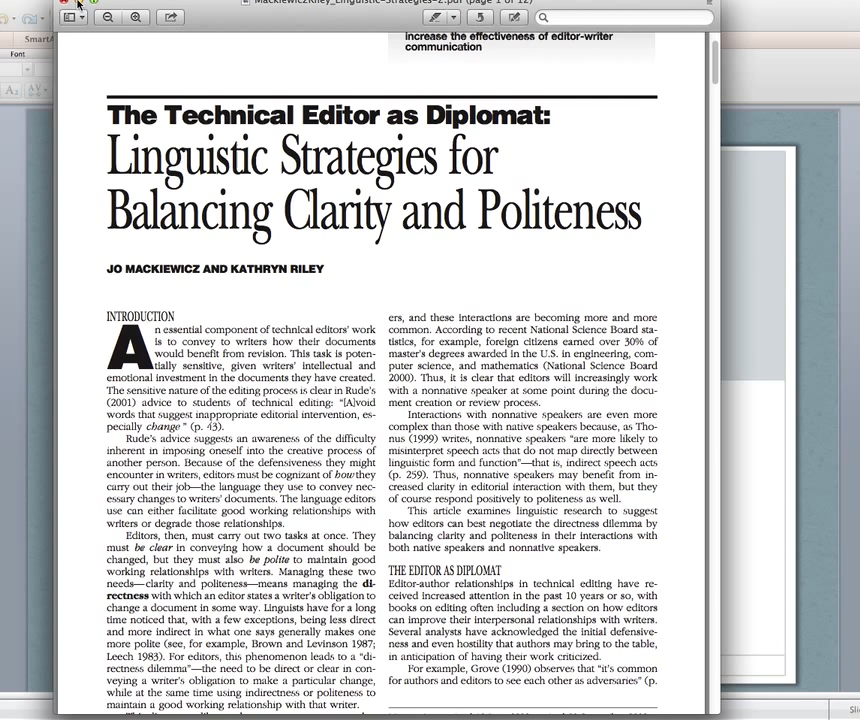 MackiewiczRiley_Linguistic-Strategies-2.pdf (page 1 of 12)
SmartA
Font
increase the effectiveness of editor-writer
communication
The Technical Editor as Diplomat:
Linguistic Strategies for
Balancing Clarity and Politeness
JO MACKIEWICZ AND KATHRYN RILEY
INTRODUCTION
An essential component of technical editors' work
is to convey to writers how their documents
would benefit from revision. This task is poten-
tially sensitive, given writers' intellectual and
emotional investment in the documents they have created.
The sensitive nature of the editing process is clear in Rude's
(2001) advice to students of technical editing: "[A]void
words that suggest inappropriate editorial intervention, es-
pecially change" (p. 43).
Rude's advice suggests an awareness of the difficulty
inherent in imposing oneself into the creative process of
another person. Because of the defensiveness they might
encounter in writers, editors must be cognizant of how they
carry out their job—the language they use to convey nec-
essary changes to writers' documents. The language editors
use can either facilitate good working relationships with
writers or degrade those relationships.
Editors, then, must carry out two tasks at once. They
must be clear in conveying how a document should be
changed, but they must also be polite to maintain good
working relationships with writers. Managing these two
needs—clarity and politeness—means managing the di-
rectness with which an editor states a writer's obligation to
change a document in some way. Linguists have for a long
time noticed that, with a few exceptions, being less direct
and more indirect in what one says generally makes one
more polite (see, for example, Brown and Levinson 1987;
Leech 1983). For editors, this phenomenon leads to a "di-
rectness dilemma"—the need to be direct or clear in con-
veying a writer's obligation to make a particular change,
while at the same time using indirectness or politeness to
maintain a good working relationship with that writer.
ers, and these interactions are becoming more and more
common. According to recent National Science Board sta-
tistics, for example, foreign citizens earned over 30% of
master's degrees awarded in the U.S. in engineering, com-
puter science, and mathematics (National Science Board
2000). Thus, it is clear that editors will increasingly work
with a nonnative speaker at some point during the docu-
ment creation or review process.
Interactions with nonnative speakers are even more
complex than those with native speakers because, as Tho-
nus (1999) writes, nonnative speakers "are more likely to
misinterpret speech acts that do not map directly between
linguistic form and function"—that is, indirect speech acts
(p. 259). Thus, nonnative speakers may benefit from in-
creased clarity in editorial interaction with them, but they
of course respond positively to politeness as well.
This article examines linguistic research to suggest
how editors can best negotiate the directness dilemma by
balancing clarity and politeness in their interactions with
both native speakers and nonnative speakers.
THE EDITOR AS DIPLOMAT
Editor-author relationships in technical editing have re-
ceived increased attention in the past 10 years or so, with
books on editing often including a section on how editors
can improve their interpersonal relationships with writers.
Several analysts have acknowledged the initial defensive-
ness and even hostility that authors may bring to the table,
in anticipation of having their work criticized.
For example, Grove (1990) observes that "it's common
for authors and editors to see each other as adversaries" (p.